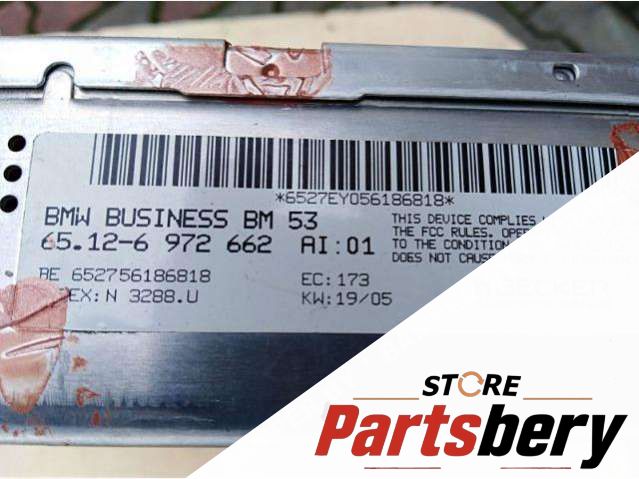 *6527EY056186818*
BMW BUSINESS BM 53
65.12-6 972 662 AI:01
THIS DEVICE COMPLIES
THE FCC RULES.
TO THE CONDITION
DOES NOT CAUSE
AE 652756186818
EC:173
EX: N 3288.U
KW:19/05
STORE
Partsbery